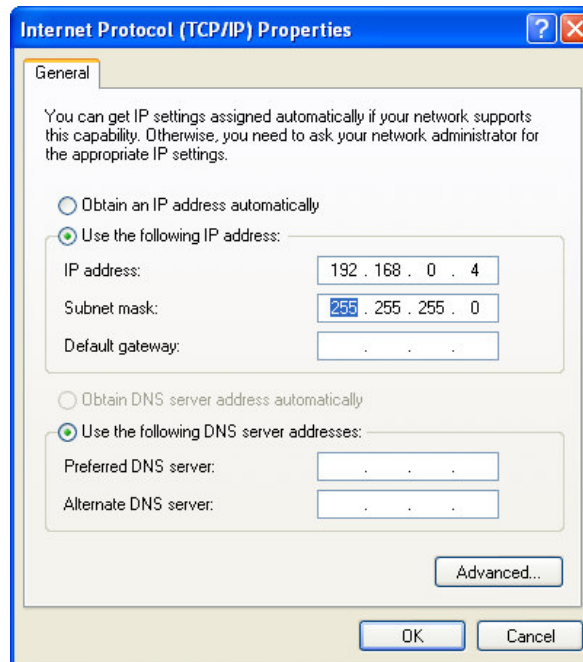 Internet Protocol (TCP/IP) Properties
General
You can get IP settings assigned automatically if your network supports
this capability. Otherwise, you need to ask your network administrator for
the appropriate IP settings.
Obtain an IP address automatically
Use the following IP address:
IP address: 192 . 168 . 0 . 4
Subnet mask: 255 . 255 . 255 . 0
Default gateway: . . .
Obtain DNS server address automatically
Use the following DNS server addresses:
Preferred DNS server: . . .
Alternate DNS server: . . .
Advanced...
OK Cancel